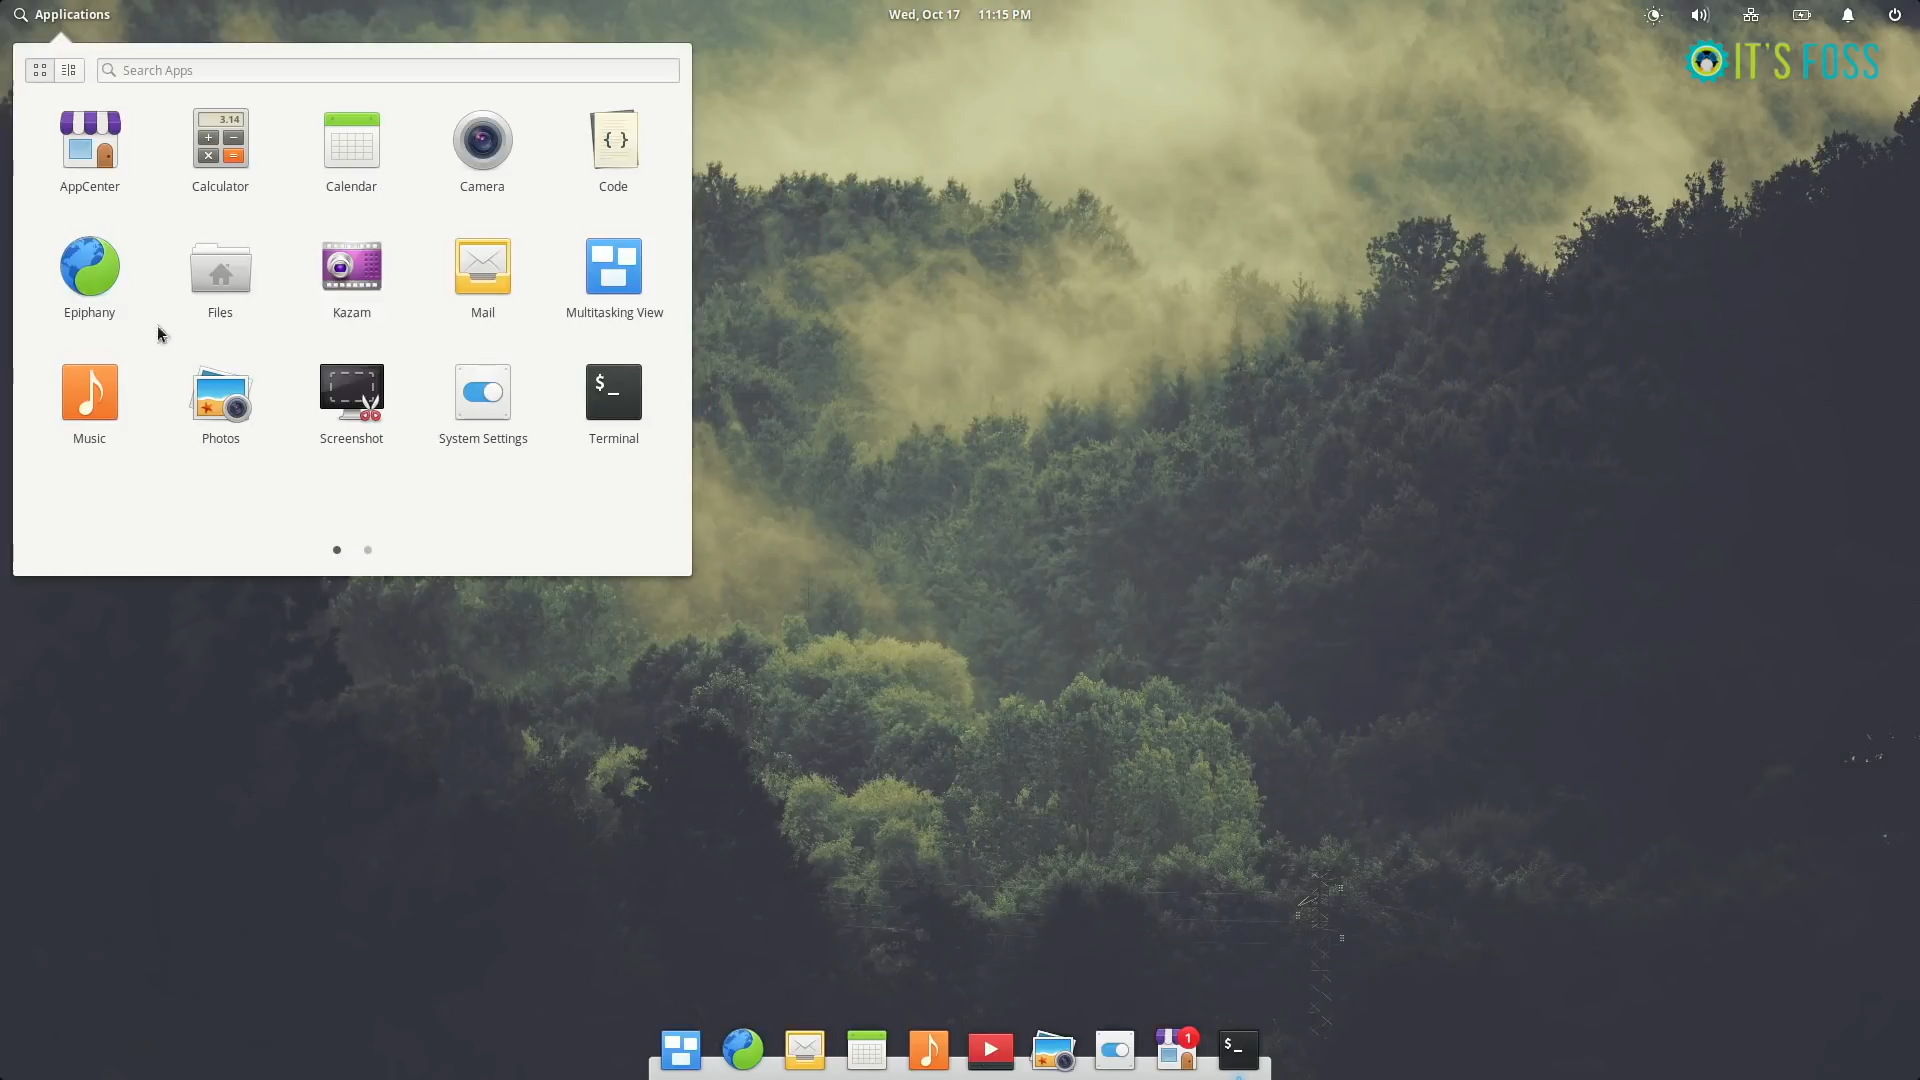 Applications
Wed, Oct 17 11:15 PM
IT'S FOSS
Search Apps
3.14
AppCenter Calculator Calendar Camera Code
Epiphany Files Kazam Mail Multitasking View
$_
Music Photos Screenshot System Settings Terminal
1
$_